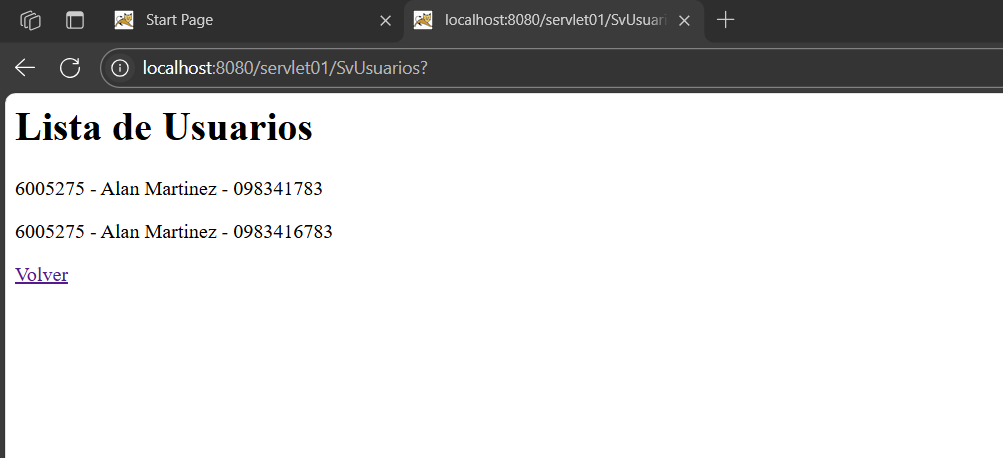 Start Page
localhost:8080/servlet01/SvUsuari
localhost:8080/servlet01/SvUsuarios?
Lista de Usuarios
6005275 - Alan Martinez - 098341783
6005275 - Alan Martinez - 0983416783
Volver